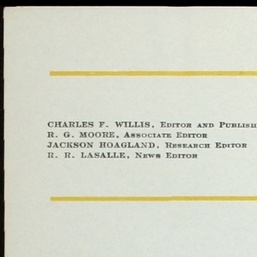 CHARLES F. WILLIS, EDITOR AND PUBLISH
R. G. MOORE, ASSOCIATE EDITOR
JACKSON HOAGLAND, RESEARCH EDITOR
R. R. LASALLE, NEWS EDITOR